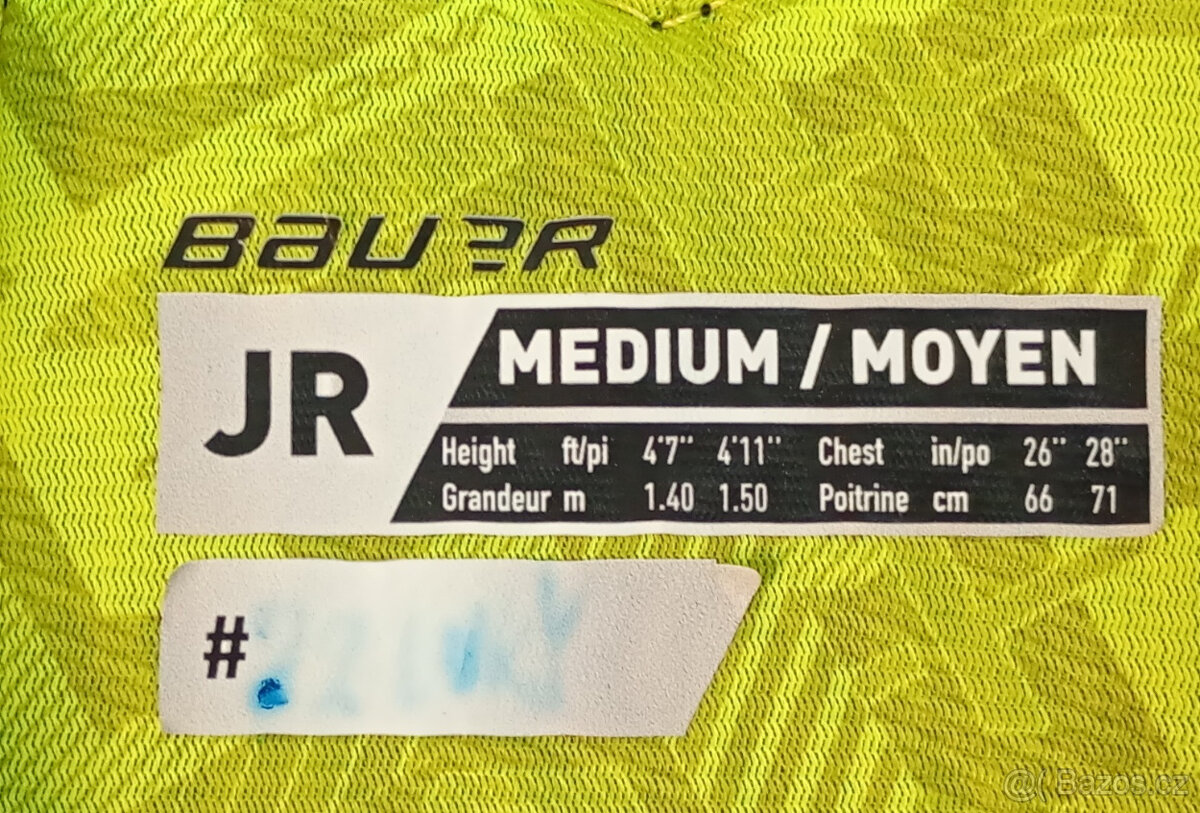 BAUER
JR
MEDIUM / MOYEN
Height ft/pi 4'7" 4'11" Chest in/po 26" 28"
Grandeur m 1.40 1.50 Poitrine cm 66 71
#
Bazos.cz